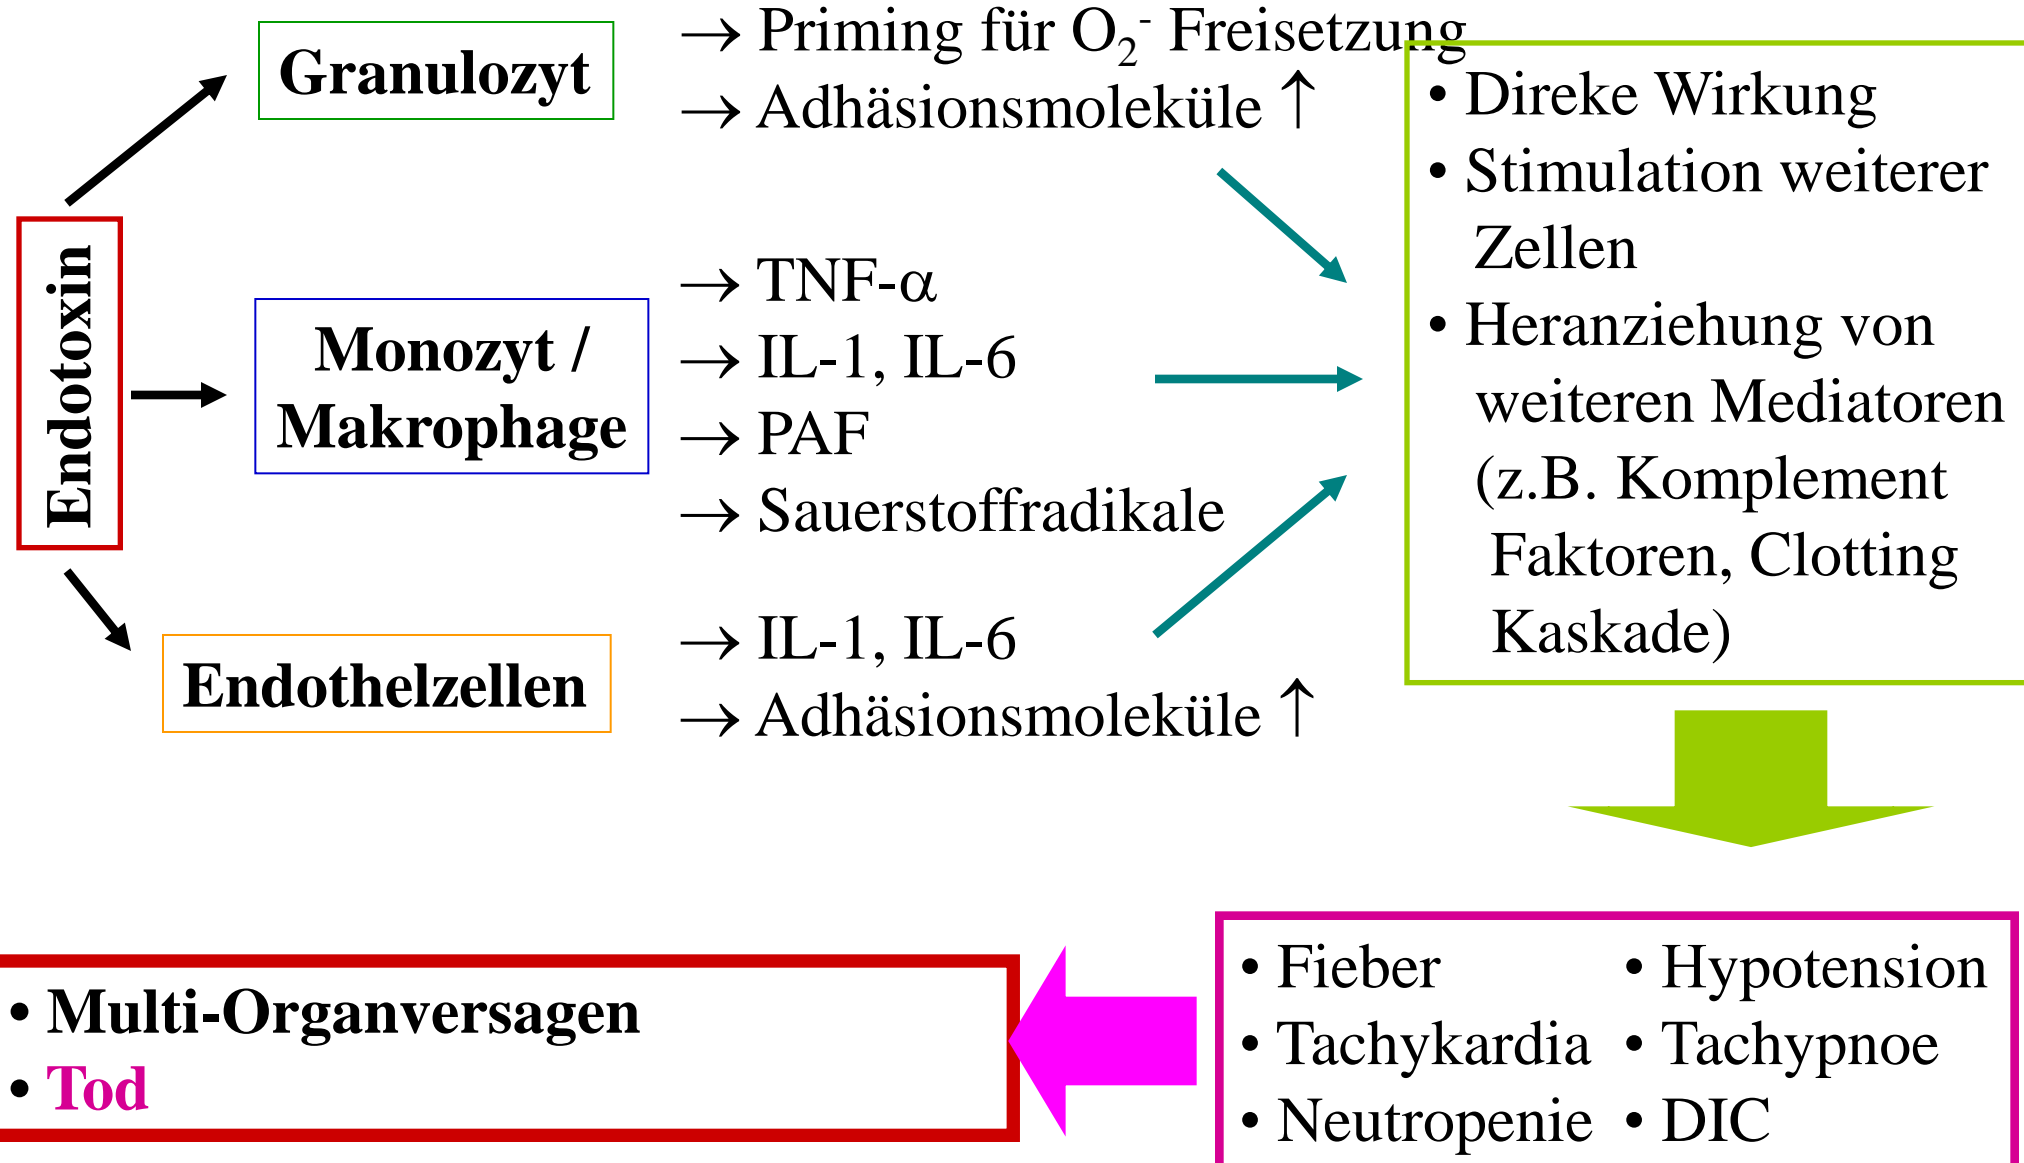 Endotoxin
Granulozyt
→ Priming für O₂⁻ Freisetzung
→ Adhäsionsmoleküle ↑
Monozyt /
Makrophage
→ TNF-α
→ IL-1, IL-6
→ PAF
→ Sauerstoffradikale
Endothelzellen
→ IL-1, IL-6
→ Adhäsionsmoleküle ↑
• Direke Wirkung
• Stimulation weiterer
Zellen
• Heranziehung von
weiteren Mediatoren
(z.B. Komplement
Faktoren, Clotting
Kaskade)
• Fieber
• Tachykardia
• Neutropenie
• Hypotension
• Tachypnoe
• DIC
• Multi-Organversagen
• Tod